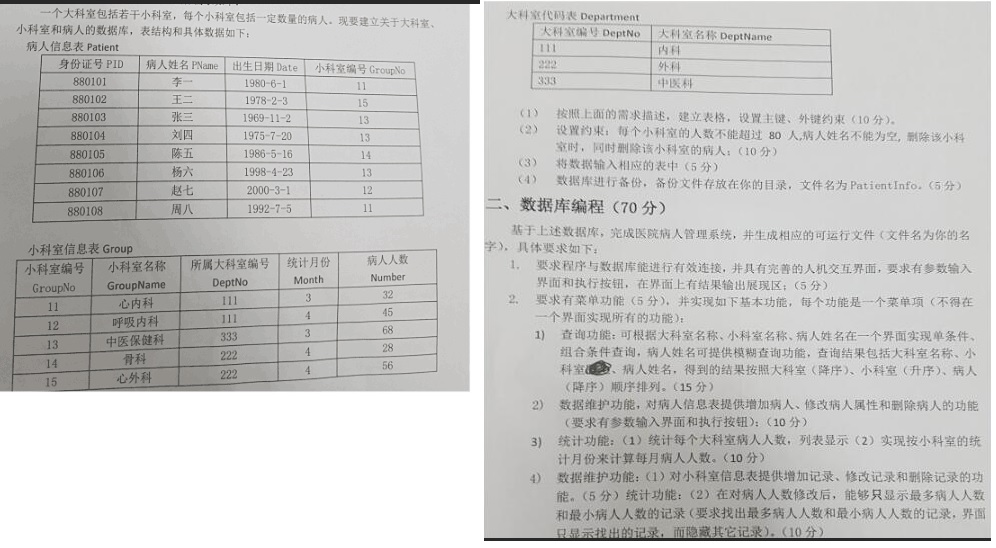 一个大科室包括若干小科室，每个小科室包括一定数量的病人。现要建立关于大科室、
小科室和病人的数据库，表结构和具体数据如下：
病人信息表 Patient
身份证号 PID 病人姓名 PName 出生日期 Date 小科室编号 GroupNo
880101 李一 1980-6-1 11
880102 王二 1978-2-3 15
880103 张三 1969-11-2 13
880104 刘四 1975-7-20 13
880105 陈五 1986-5-16 14
880106 杨六 1998-4-23 13
880107 赵七 2000-3-1 12
880108 周八 1992-7-5 11
小科室信息表 Group
小科室编号 小科室名称 所属大科室编号 统计月份 病人人数
GroupNo GroupName DeptNo Month Number
11 心内科 111 3 32
12 呼吸内科 111 4 45
13 中医保健科 333 3 68
14 骨科 222 4 28
15 心外科 222 4 56
大科室代码表 Department
大科室编号 DeptNo 大科室名称 DeptName
111 内科
222 外科
333 中医科
(1) 按照上面的需求描述，建立表格，设置主键、外键约束（10 分）。
(2) 设置约束：每个小科室的人数不能超过 80 人,病人姓名不能为空, 删除该小科
室时，同时删除该小科室的病人；（10 分）
(3) 将数据输入相应的表中（5 分）
(4) 数据库进行备份，备份文件存放在你的目录，文件名为 PatientInfo。（5 分）
二、数据库编程（70 分）
基于上述数据库，完成医院病人管理系统，并生成相应的可运行文件（文件名为你的名
字），具体要求如下：
1. 要求程序与数据库能进行有效连接，并具有完善的人机交互界面，要求有参数输入
界面和执行按钮，在界面上有结果输出展现区；（5 分）
2. 要求有菜单功能（5 分），并实现如下基本功能，每个功能是一个菜单项（不得在
一个界面实现所有的功能）：
1) 查询功能：可根据大科室名称、小科室名称、病人姓名在一个界面实现单条件、
组合条件查询，病人姓名可提供模糊查询功能，查询结果包括大科室名称、小
科室、病人姓名，得到的结果按照大科室（降序）、小科室（升序）、病人
（降序）顺序排列。（15 分）
2) 数据维护功能，对病人信息表提供增加病人、修改病人属性和删除病人的功能
（要求有参数输入界面和执行按钮）；（10 分）
3) 统计功能：（1）统计每个大科室病人人数，列表显示（2）实现按小科室的统
计月份来计算每月病人人数。（10 分）
4) 数据维护功能：（1）对小科室信息表提供增加记录、修改记录和删除记录的功
能。（5 分）统计功能：（2）在对病人人数修改后，能够只显示最多病人人数
和最小病人人数的记录（要求找出最多病人人数和最小病人人数的记录，界面
只显示找出的记录，而隐藏其它记录）。（10 分）